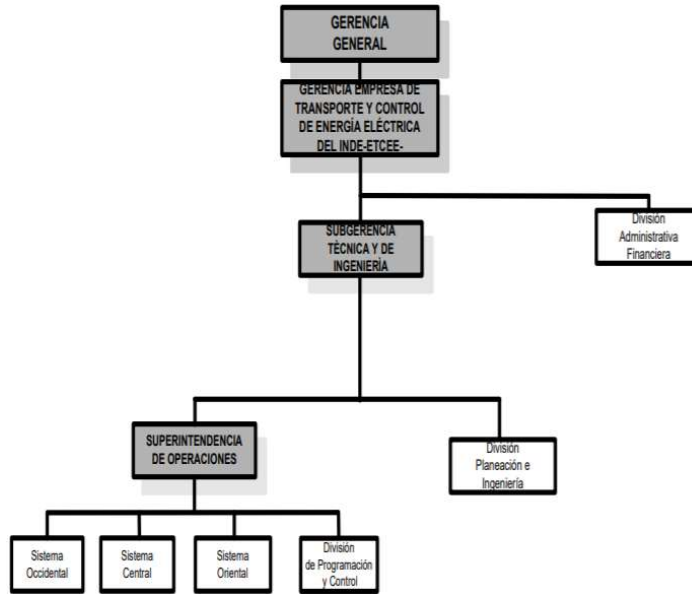 GERENCIA
GENERAL
GERENCIA EMPRESA DE
TRANSPORTE Y CONTROL
DE ENERGÍA ELÉCTRICA
DEL INDE-ETCEE-
SUBGERENCIA
TÉCNICA Y DE
INGENIERÍA
División
Administrativa
Financiera
SUPERINTENDENCIA
DE OPERACIONES
División
Planeación e
Ingeniería
Sistema
Occidental
Sistema
Central
Sistema
Oriental
División
de Programación
y Control